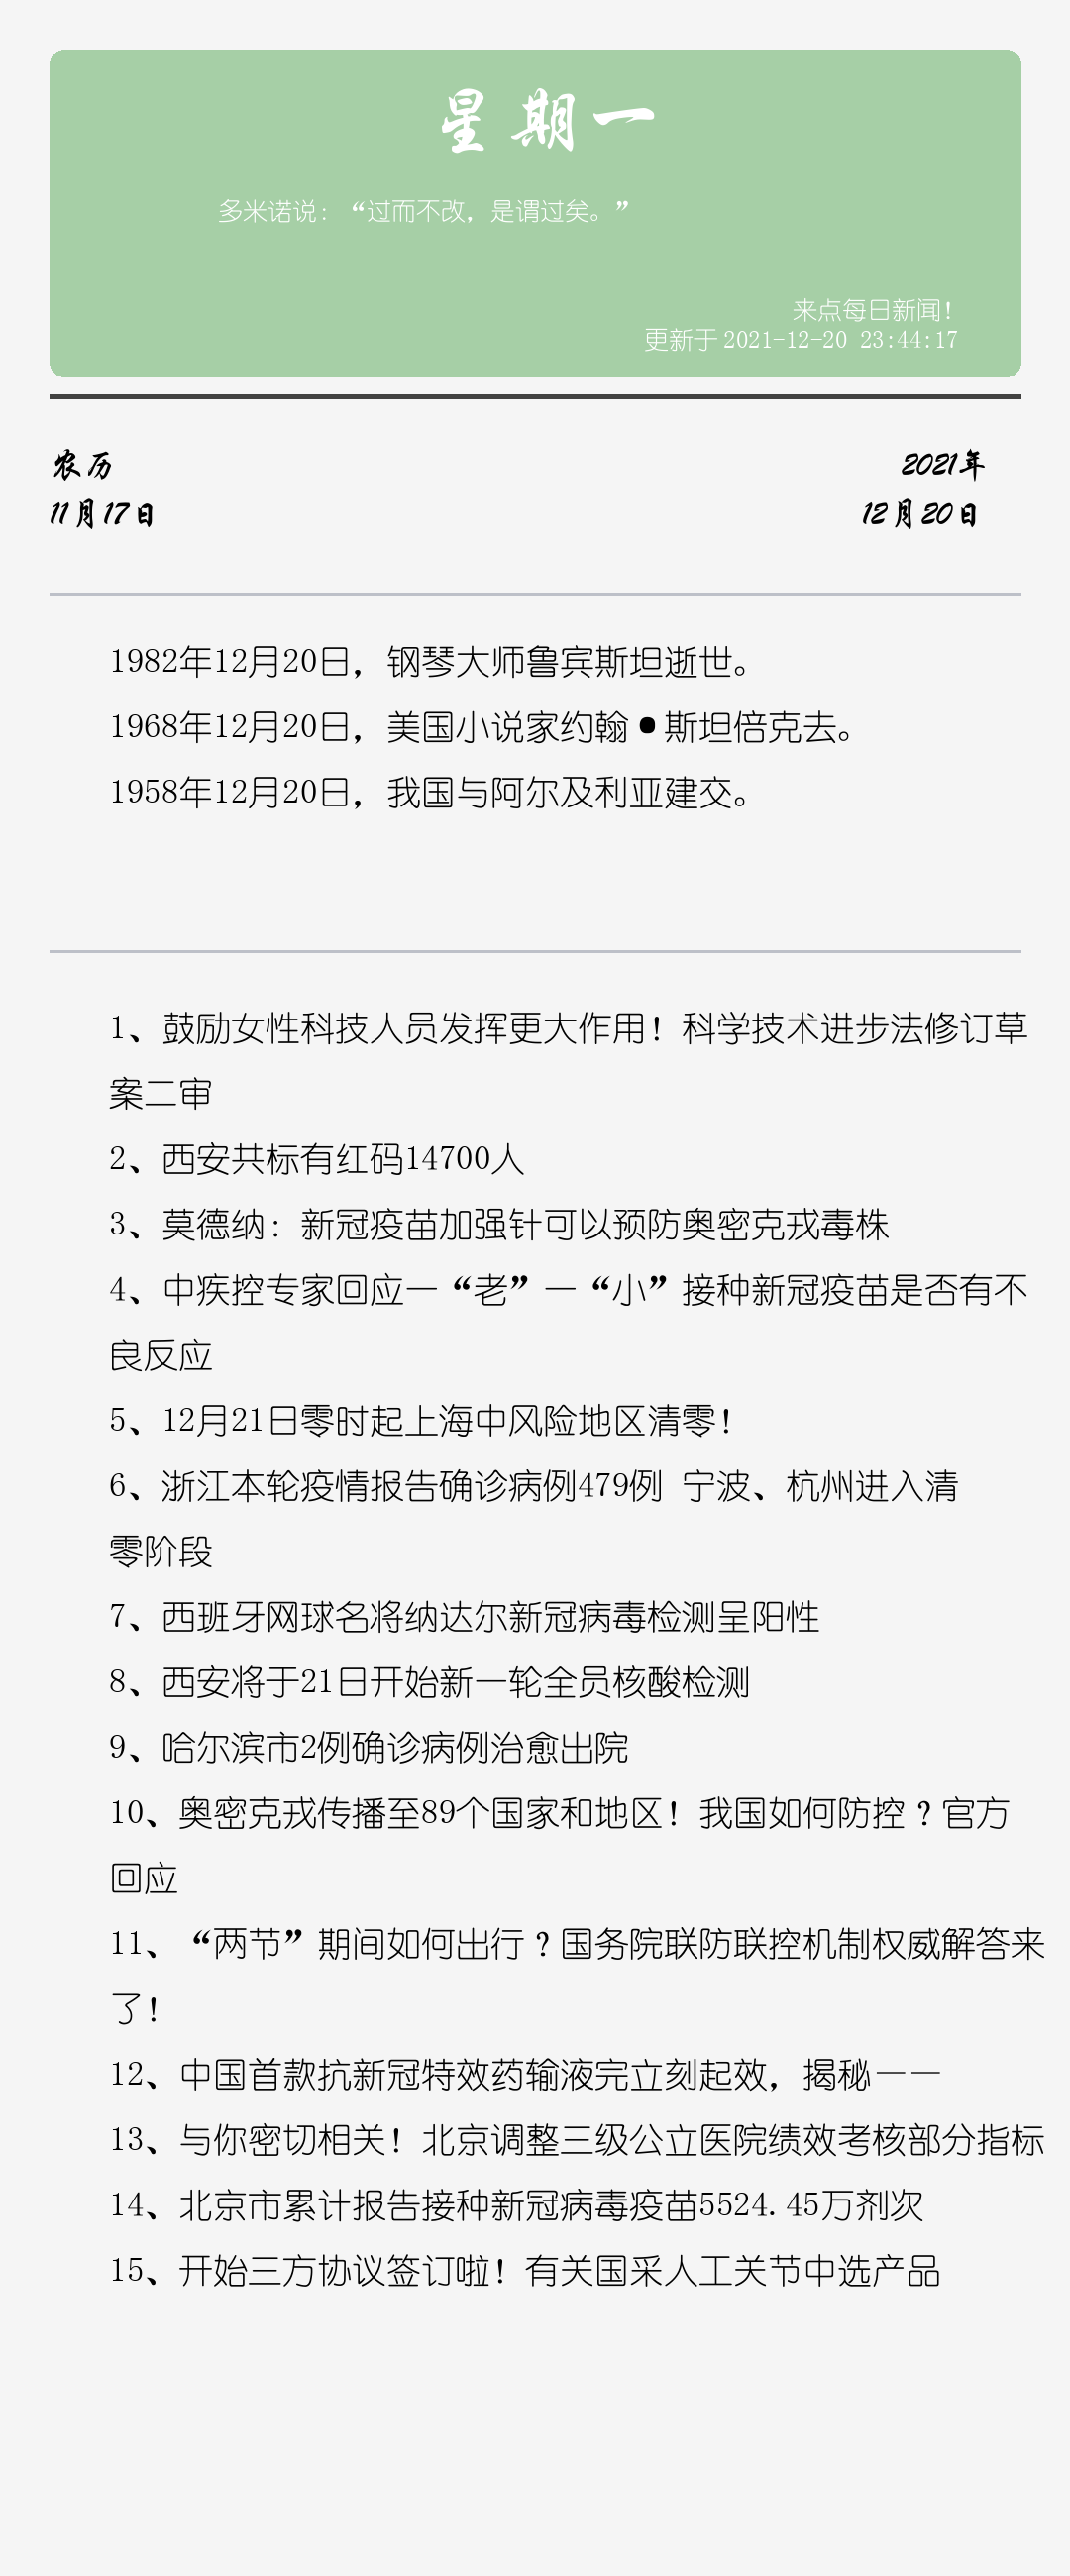 星期一
多米诺说：“过而不改，是谓过矣。”
来点每日新闻！
更新于2021-12-20 23:44:17
农历
11月17日
2021年
12月20日
1982年12月20日，钢琴大师鲁宾斯坦逝世。
1968年12月20日，美国小说家约翰•斯坦倍克去。
1958年12月20日，我国与阿尔及利亚建交。
1、鼓励女性科技人员发挥更大作用！科学技术进步法修订草
案二审
2、西安共标有红码14700人
3、莫德纳：新冠疫苗加强针可以预防奥密克戎毒株
4、中疾控专家回应一“老”一“小”接种新冠疫苗是否有不
良反应
5、12月21日零时起上海中风险地区清零！
6、浙江本轮疫情报告确诊病例479例 宁波、杭州进入清
零阶段
7、西班牙网球名将纳达尔新冠病毒检测呈阳性
8、西安将于21日开始新一轮全员核酸检测
9、哈尔滨市2例确诊病例治愈出院
10、奥密克戎传播至89个国家和地区！我国如何防控？官方
回应
11、“两节”期间如何出行？国务院联防联控机制权威解答来
了！
12、中国首款抗新冠特效药输液完立刻起效，揭秘——
13、与你密切相关！北京调整三级公立医院绩效考核部分指标
14、北京市累计报告接种新冠病毒疫苗5524.45万剂次
15、开始三方协议签订啦！有关国采人工关节中选产品